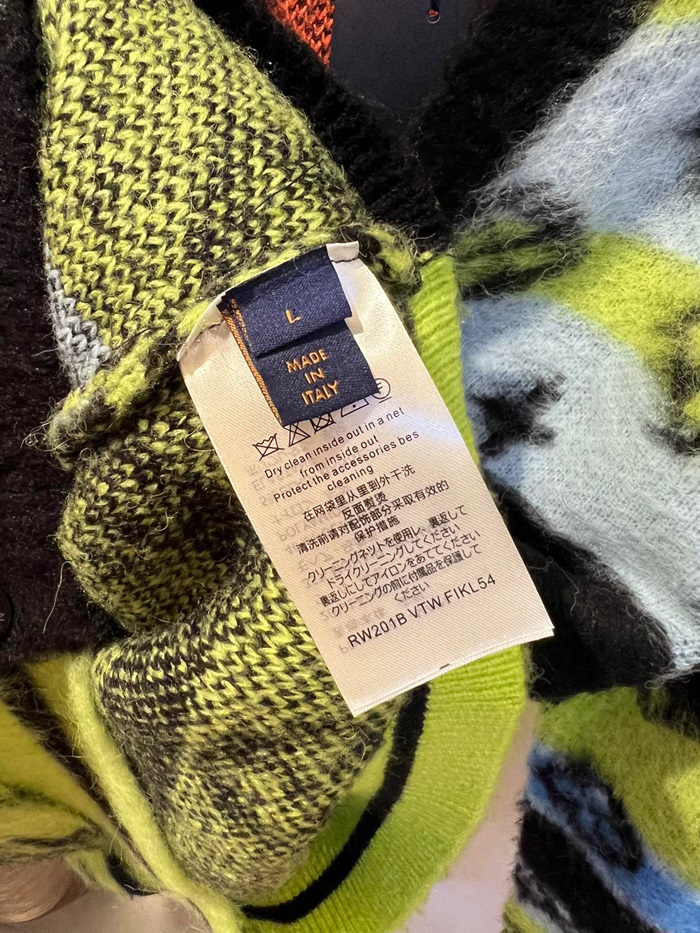 L
MADE
IN
ITALY
Dry clean inside out in a net
from inside out
Protect the accessories bes
cleaning
在网袋里从里到外干洗
反面熨烫
清洗前请对配饰部分采取有效的
保护措施
クリーニングネットを使用し、裏返して
ドライクリーニングしてください
裏返しにしてアイロンをあててください
クリーニングの前に付属品を保護して
ください
RW201B VTW FIKL54